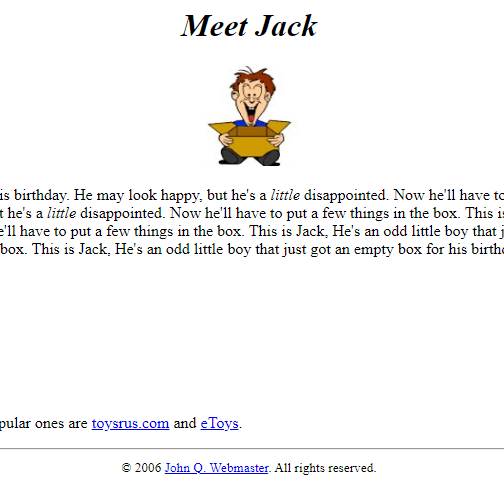 Meet Jack
is birthday. He may look happy, but he's a little disappointed. Now he'll have to
t he's a little disappointed. Now he'll have to put a few things in the box. This is
e'll have to put a few things in the box. This is Jack, He's an odd little boy that j
box. This is Jack, He's an odd little boy that just got an empty box for his birthd
pular ones are toysrus.com and eToys.
© 2006 John Q. Webmaster. All rights reserved.